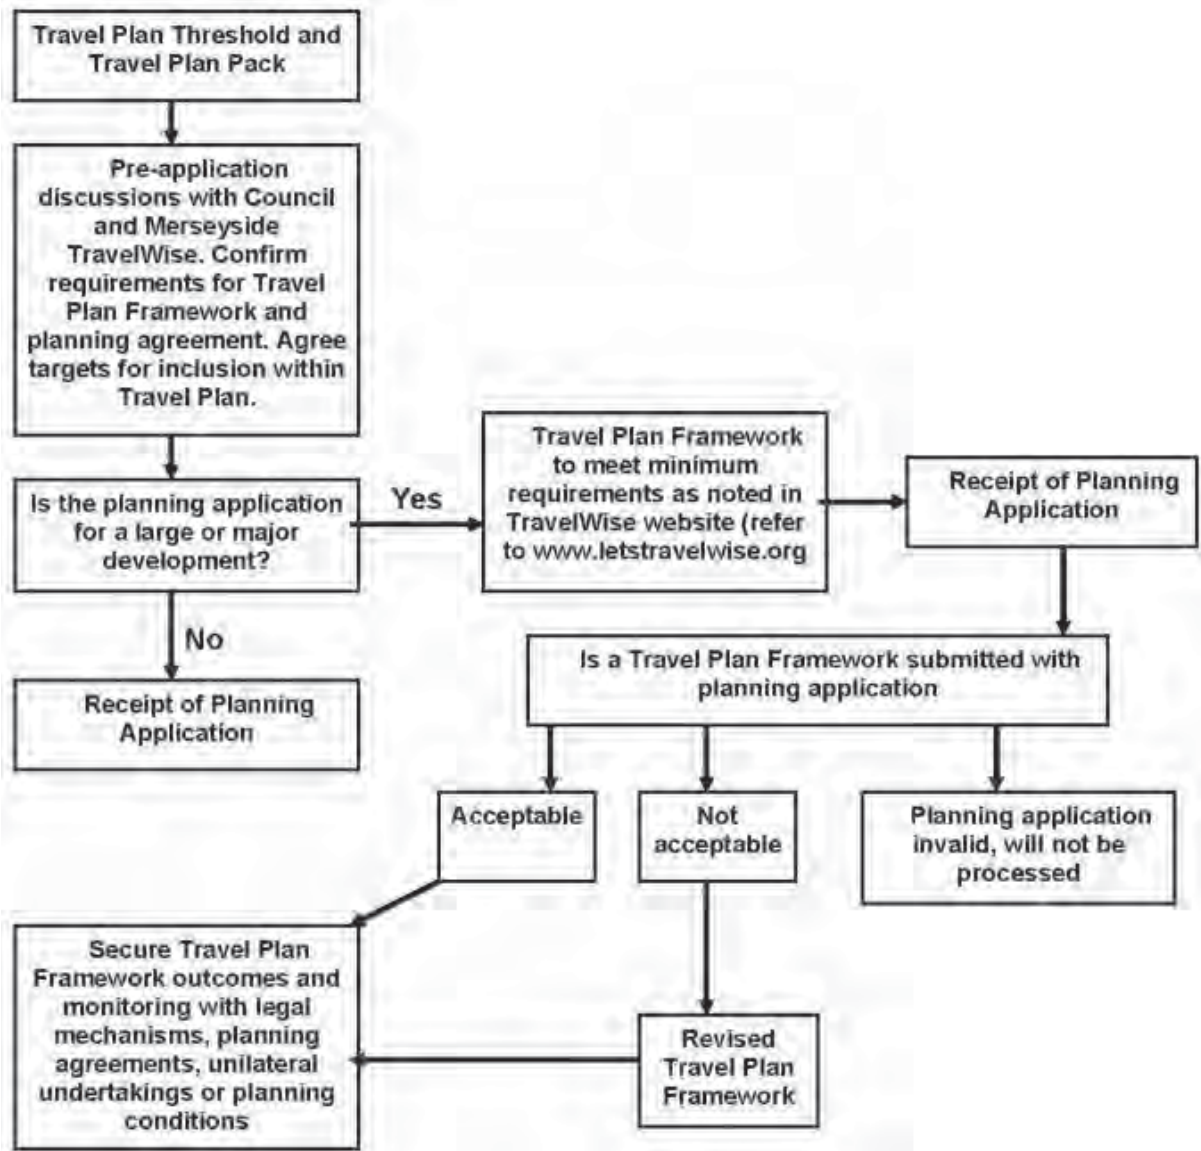 Travel Plan Threshold and
Travel Plan Pack
Pre-application
discussions with Council
and Merseyside
TravelWise. Confirm
requirements for Travel
Plan Framework and
planning agreement. Agree
targets for inclusion within
Travel Plan.
Is the planning application
for a large or major
development?
Yes
Travel Plan Framework
to meet minimum
requirements as noted in
TravelWise website (refer
to www.letstravelwise.org
Receipt of Planning
Application
No
Receipt of Planning
Application
Is a Travel Plan Framework submitted with
planning application
Acceptable
Not
acceptable
Planning application
invalid, will not be
processed
Secure Travel Plan
Framework outcomes and
monitoring with legal
mechanisms, planning
agreements, unilateral
undertakings or planning
conditions
Revised
Travel Plan
Framework